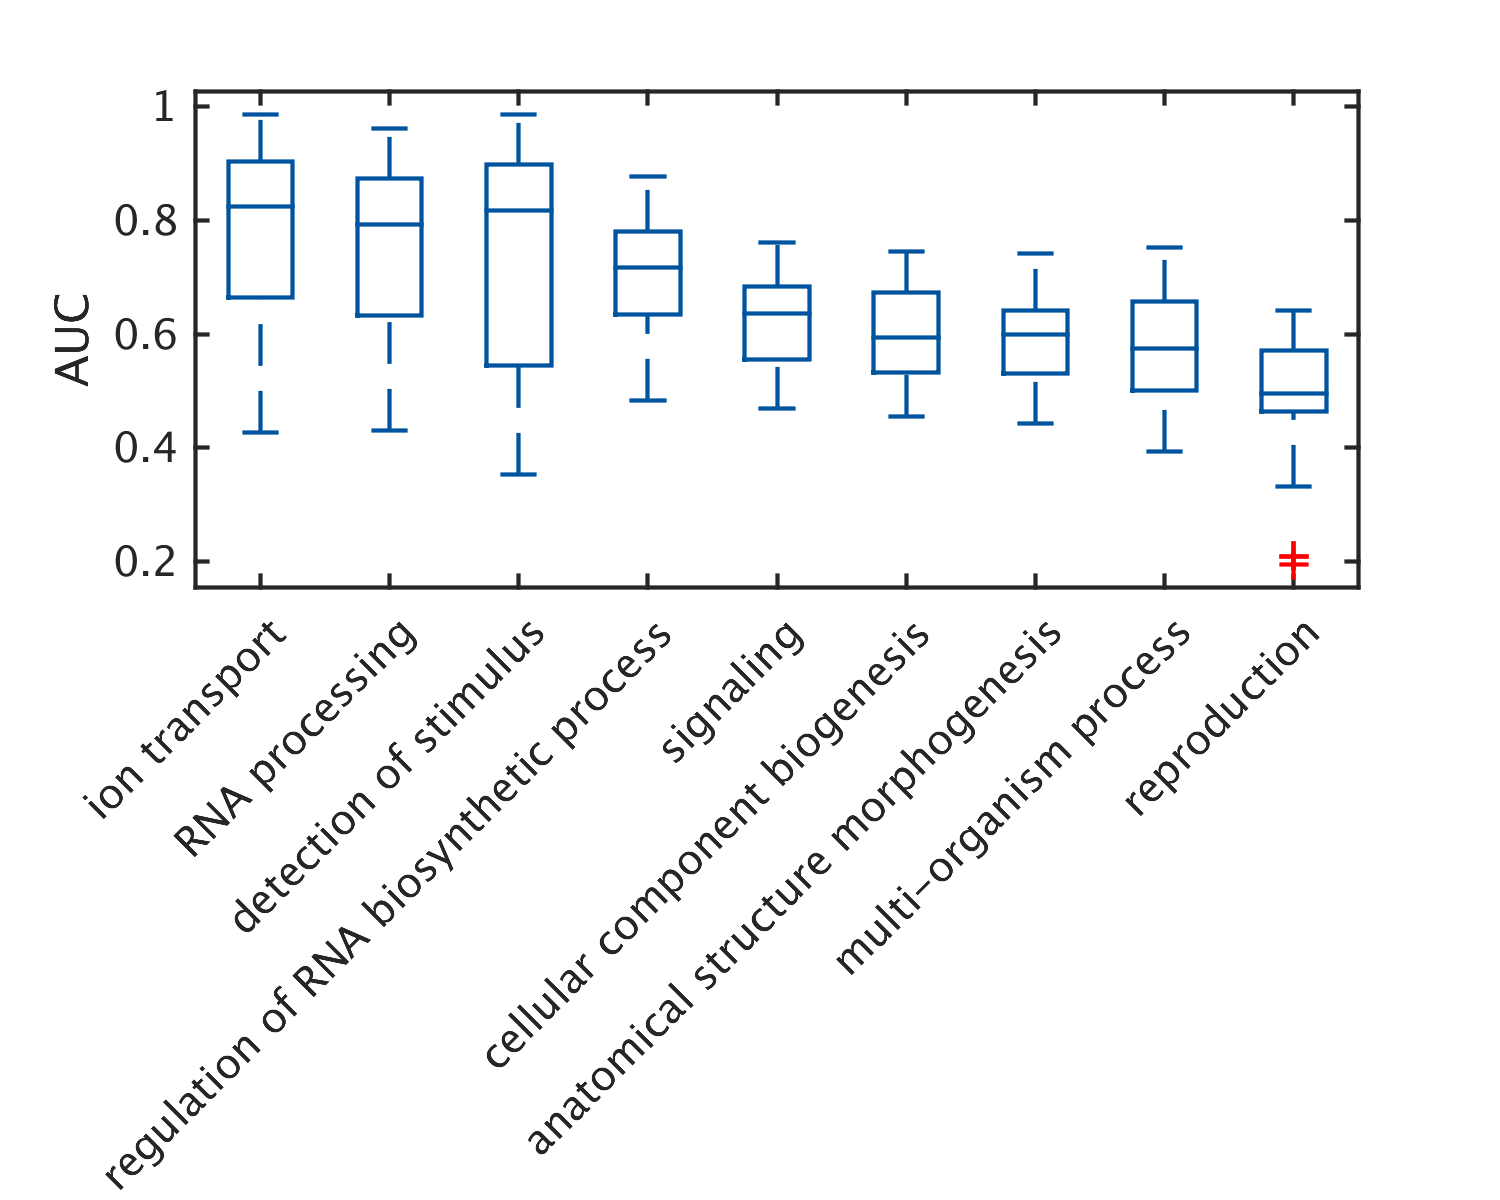 1
0.8
0.6
0.4
0.2
AUC
ion transport
RNA processing
detection of stimulus
regulation of RNA biosynthetic process
signaling
cellular component biogenesis
anatomical structure morphogenesis
multi-organism process
reproduction